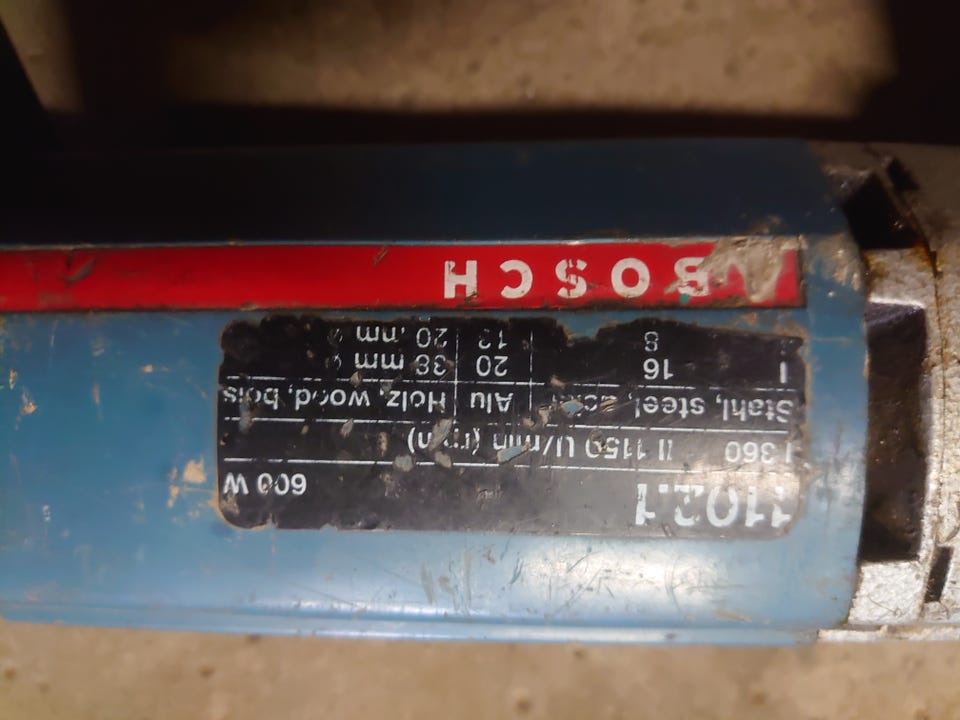 1102.1 600 W
I 360 II 1150 U/min (rpm)
Stahl, steel, acier Alu Holz, wood, bois
I 16 20 38 mm
8 13 20 mm
BOSCH